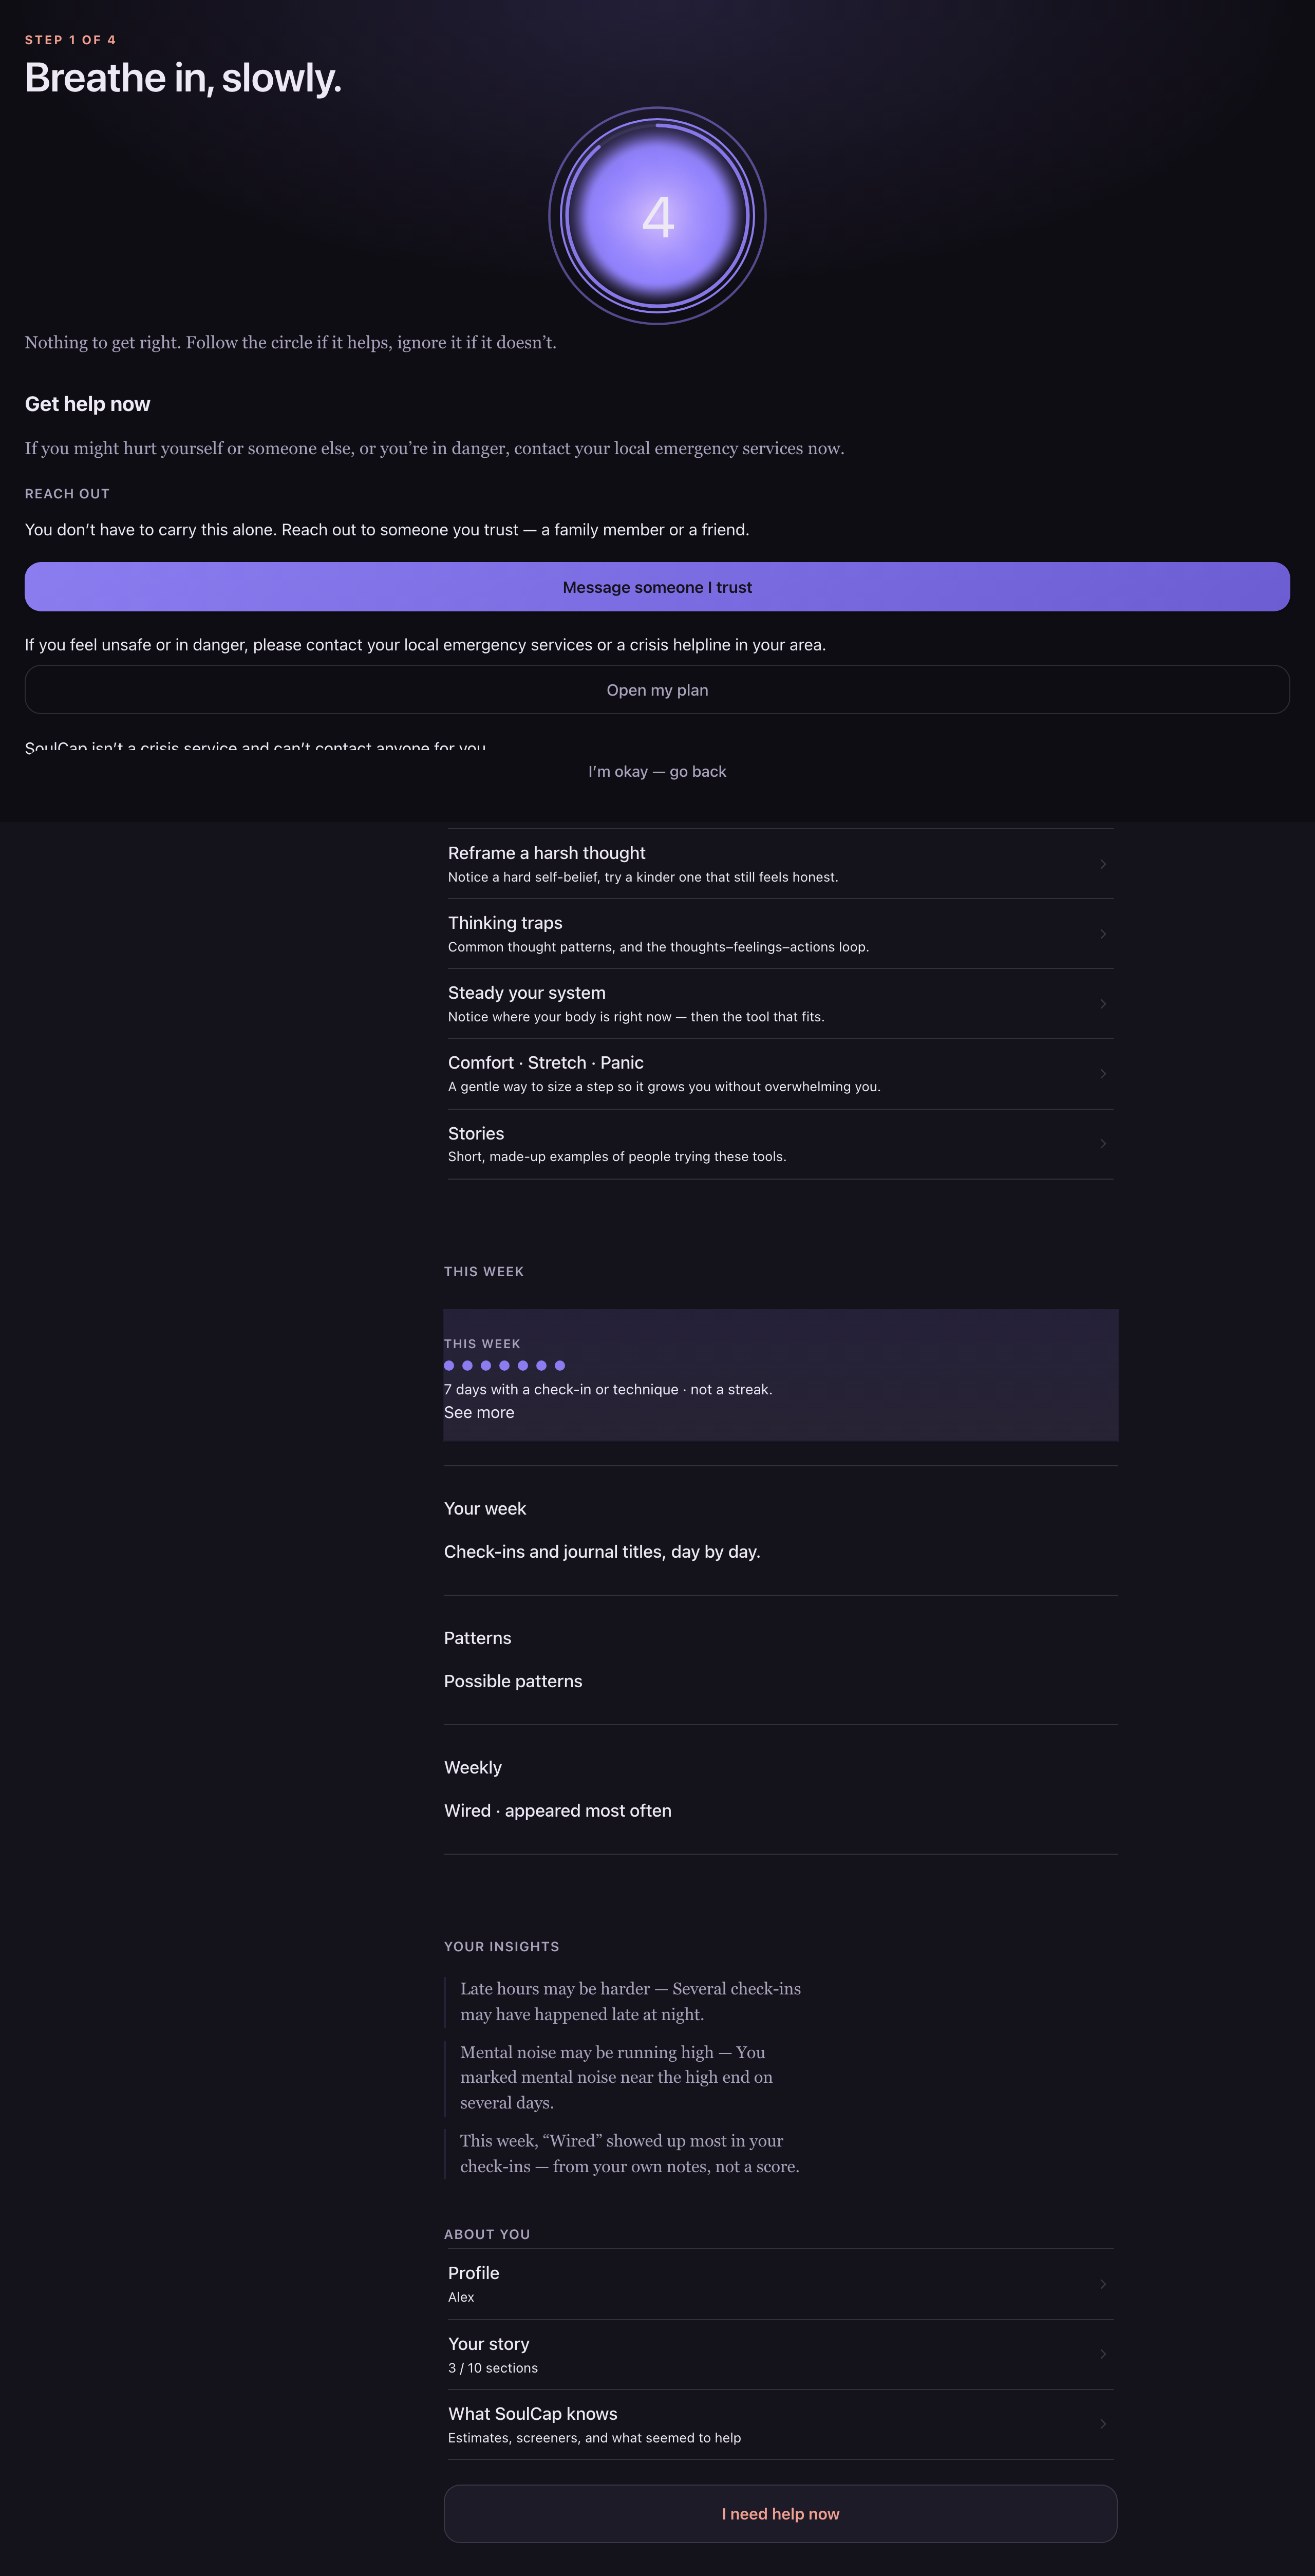 STEP 1 OF 4
Breathe in, slowly.
4
Nothing to get right. Follow the circle if it helps, ignore it if it doesn’t.
Get help now
If you might hurt yourself or someone else, or you’re in danger, contact your local emergency services now.
REACH OUT
You don’t have to carry this alone. Reach out to someone you trust — a family member or a friend.
Message someone I trust
If you feel unsafe or in danger, please contact your local emergency services or a crisis helpline in your area.
Open my plan
SoulCap isn’t a crisis service and can’t contact anyone for you
I’m okay — go back
Reframe a harsh thought
Notice a hard self-belief, try a kinder one that still feels honest.
Thinking traps
Common thought patterns, and the thoughts–feelings–actions loop.
Steady your system
Notice where your body is right now — then the tool that fits.
Comfort · Stretch · Panic
A gentle way to size a step so it grows you without overwhelming you.
Stories
Short, made-up examples of people trying these tools.
THIS WEEK
THIS WEEK
7 days with a check-in or technique · not a streak.
See more
Your week
Check-ins and journal titles, day by day.
Patterns
Possible patterns
Weekly
Wired · appeared most often
YOUR INSIGHTS
Late hours may be harder — Several check-ins
may have happened late at night.
Mental noise may be running high — You
marked mental noise near the high end on
several days.
This week, “Wired” showed up most in your
check-ins — from your own notes, not a score.
ABOUT YOU
Profile
Alex
Your story
3 / 10 sections
What SoulCap knows
Estimates, screeners, and what seemed to help
I need help now